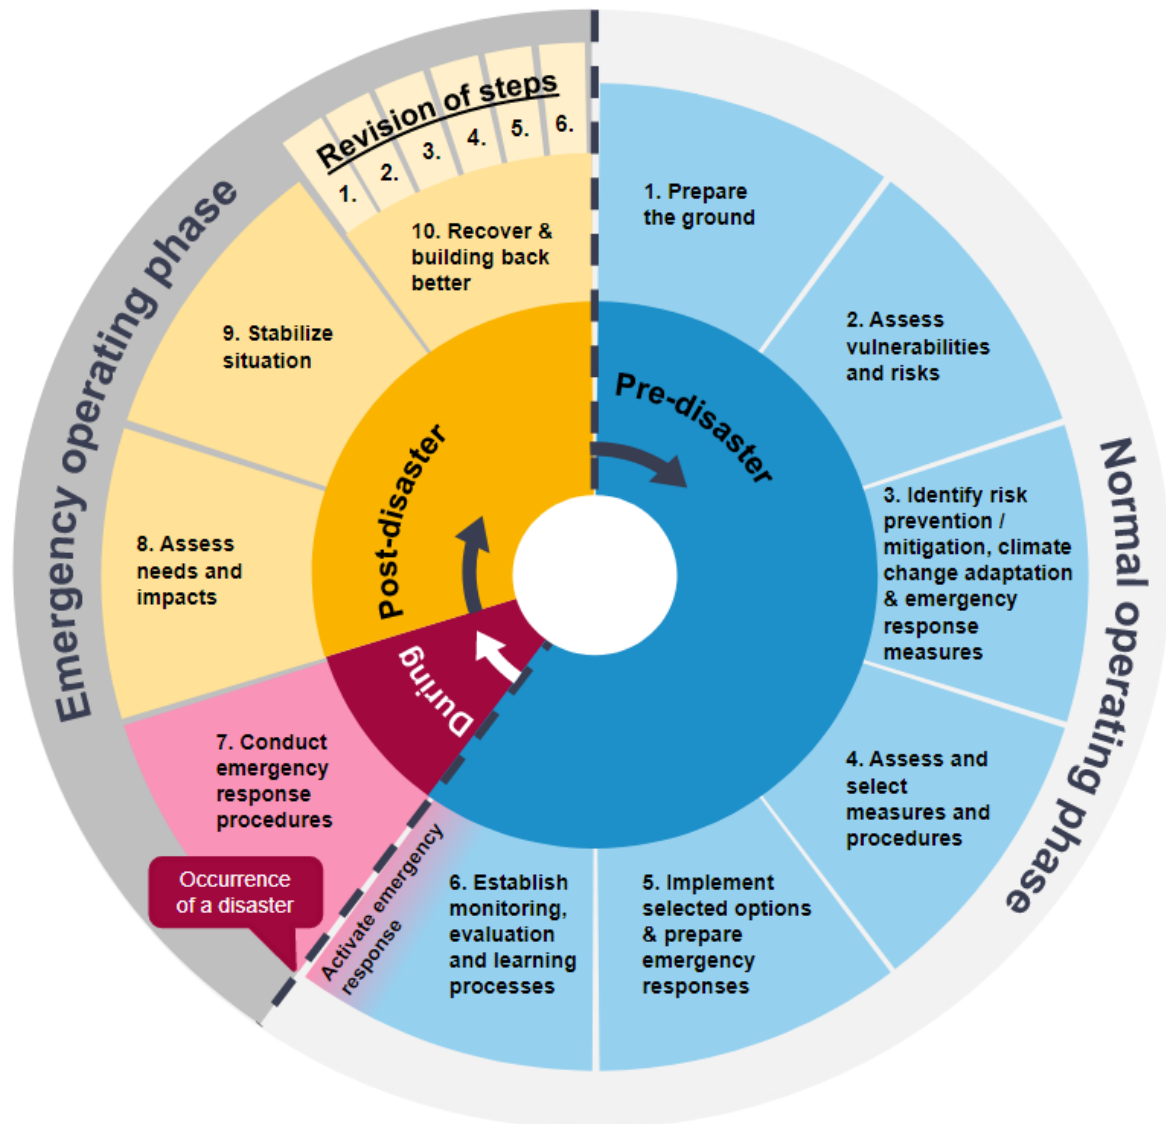 Revision of steps
1.
2.
3.
4.
5.
6.
1. Prepare
the ground
2. Assess
vulnerabilities
and risks
3. Identify risk
prevention /
mitigation, climate
change adaptation
& emergency
response
measures
4. Assess and
select
measures and
procedures
5. Implement
selected options
& prepare
emergency
responses
6. Establish
monitoring,
evaluation
and learning
processes
Activate emergency
response
Occurrence
of a disaster
7. Conduct
emergency
response
procedures
8. Assess
needs and
impacts
9. Stabilize
situation
10. Recover &
building back
better
Pre-disaster
During
Post-disaster
Normal operating phase
Emergency operating phase